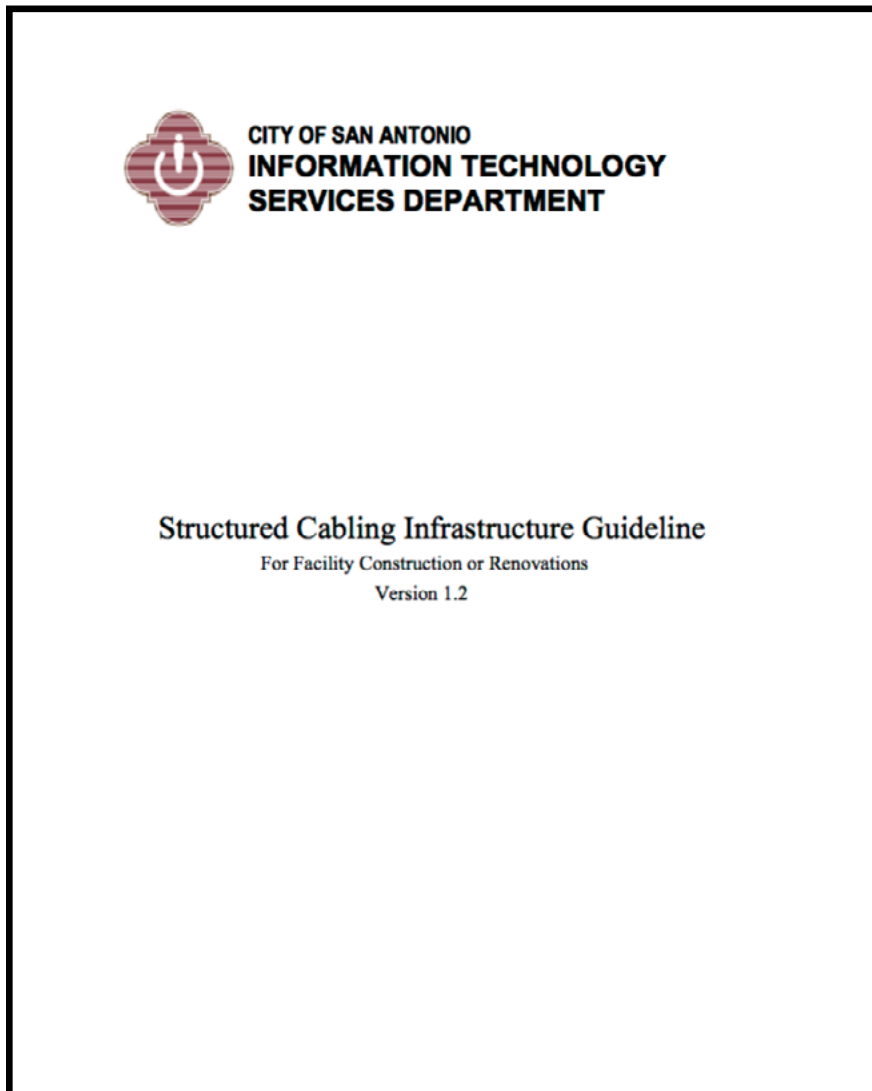 CITY OF SAN ANTONIO
INFORMATION TECHNOLOGY
SERVICES DEPARTMENT
Structured Cabling Infrastructure Guideline
For Facility Construction or Renovations
Version 1.2